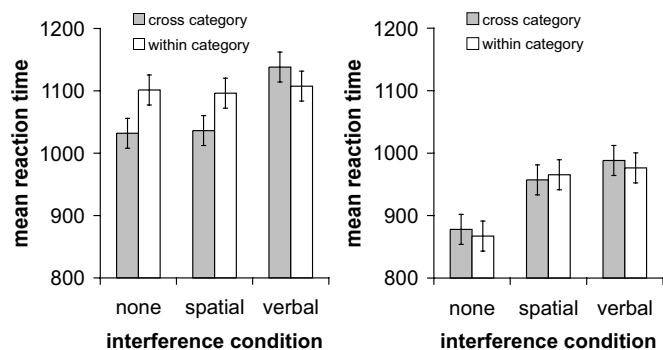 cross category
within category
1200
1100
1000
900
800
mean reaction time
none spatial verbal
interference condition
cross category
within category
1200
1100
1000
900
800
mean reaction time
none spatial verbal
interference condition